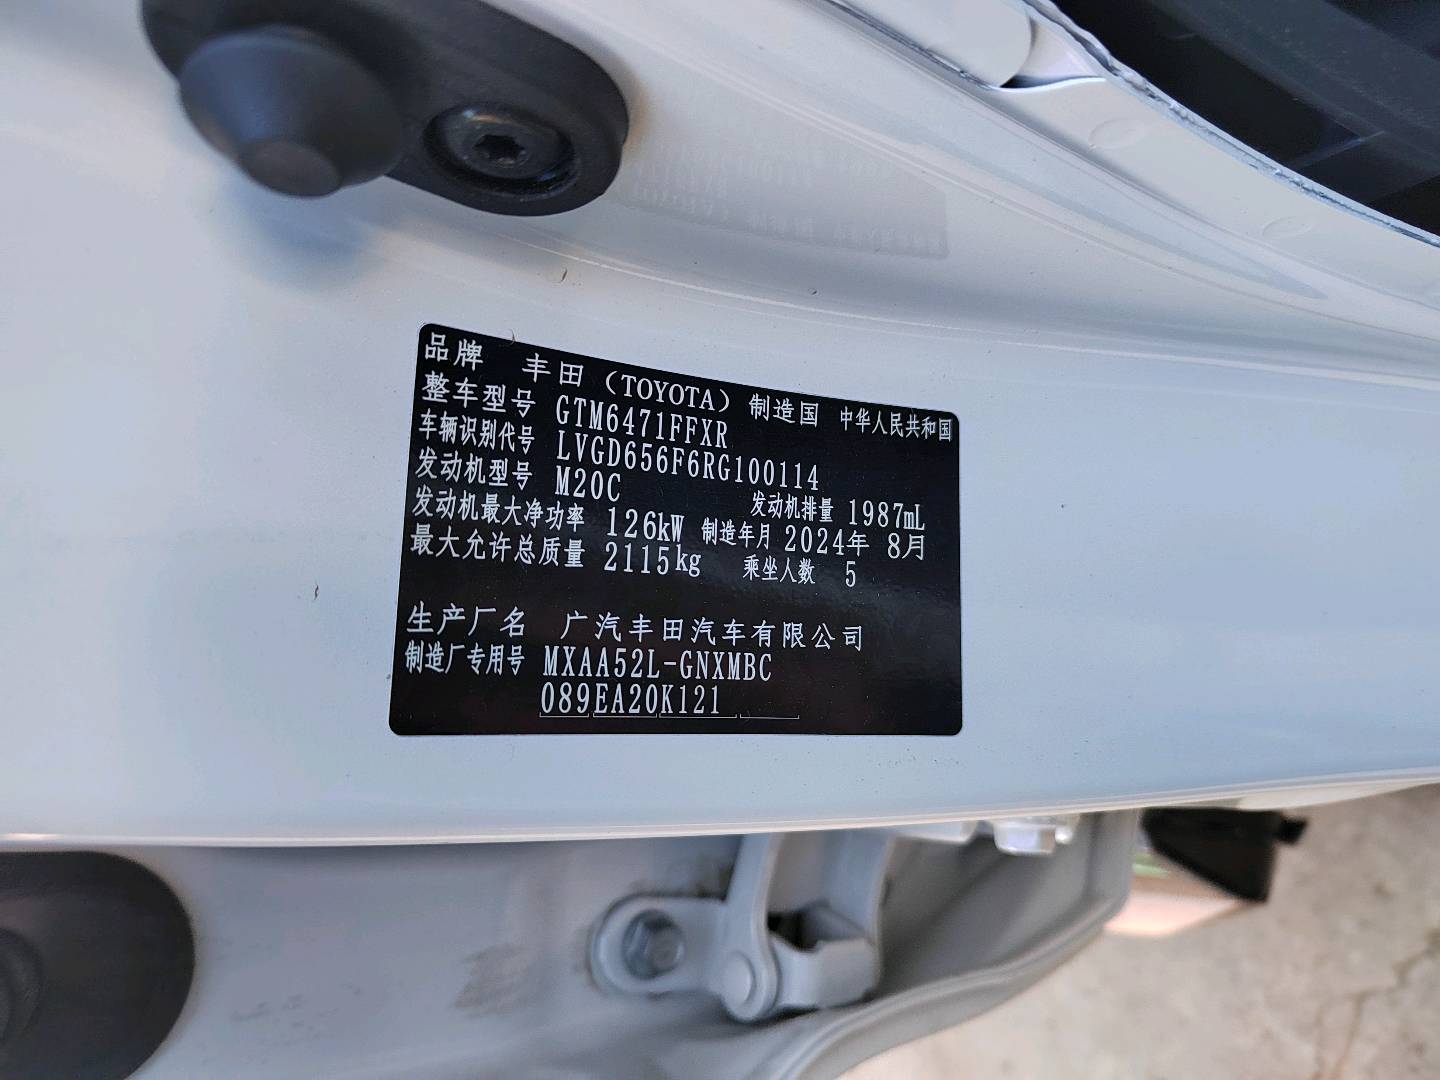 品牌 丰田（TOYOTA） 制造国 中华人民共和国
整车型号 GTM6471FFXR
车辆识别代号 LVGD656F6RG100114
发动机型号 M20C 发动机排量 1987mL
发动机最大净功率 126kW 制造年月 2024年 8月
最大允许总质量 2115kg 乘坐人数 5
生产厂名 广汽丰田汽车有限公司
制造厂专用号 MXAA52L-GNXMBC
089EA20K121